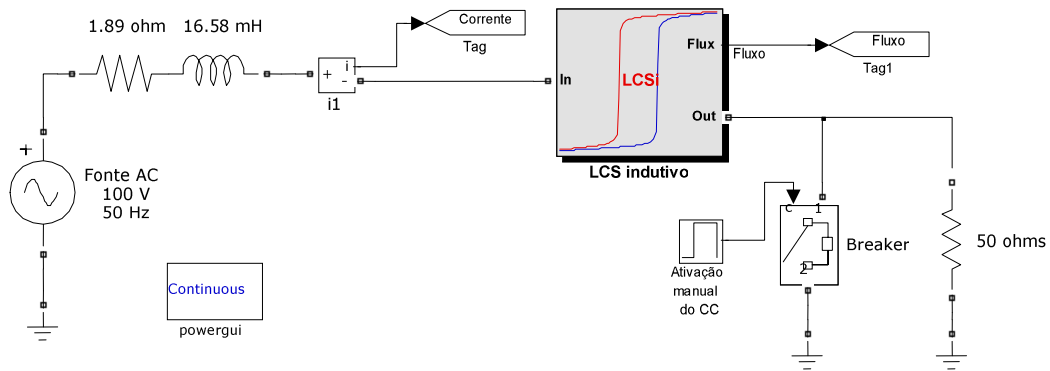 1.89 ohm
16.58 mH
Corrente
Tag
i
+
-
i1
Flux
Fluxo
Fluxo
Tag1
In
LCSi
Out
LCS indutivo
+
Fonte AC
100 V
50 Hz
c
1
2
Breaker
50 ohms
Ativação
manual
do CC
Continuous
powergui